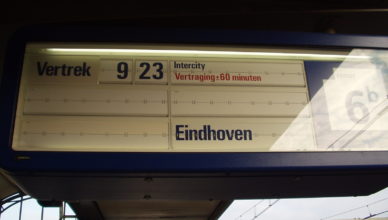 Vertrek 9 23 Intercity
Vertraging ± 60 minuten
Eindhoven
6b